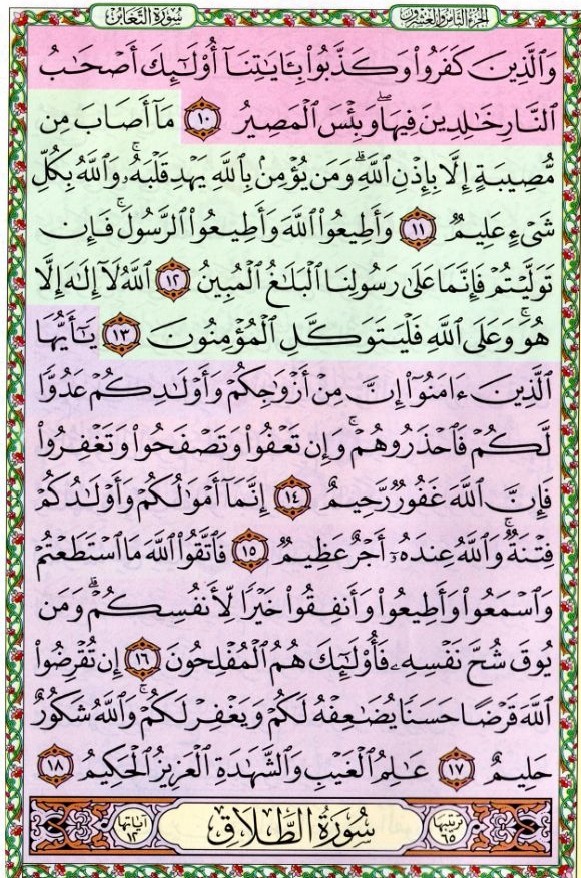 سُورَةُ التَّغَابُنِ
الجزء الثامن والعشرون
وَٱلَّذِينَ كَفَرُوا۟ وَكَذَّبُوا۟ بِـَٔايَٰتِنَآ أُو۟لَٰٓئِكَ أَصْحَٰبُ
ٱلنَّارِ خَٰلِدِينَ فِيهَا ۖ وَبِئْسَ ٱلْمَصِيرُ ١٠ مَآ أَصَابَ مِن
مُّصِيبَةٍ إِلَّا بِإِذْنِ ٱللَّهِ ۗ وَمَن يُؤْمِنۢ بِٱللَّهِ يَهْدِ قَلْبَهُۥ ۚ وَٱللَّهُ بِكُلِّ
شَىْءٍ عَلِيمٌ ١١ وَأَطِيعُوا۟ ٱللَّهَ وَأَطِيعُوا۟ ٱلرَّسُولَ ۚ فَإِن
تَوَلَّيْتُمْ فَإِنَّمَا عَلَىٰ رَسُولِنَا ٱلْبَلَٰغُ ٱلْمُبِينُ ١٢ ٱللَّهُ لَآ إِلَٰهَ إِلَّا
هُوَ ۚ وَعَلَى ٱللَّهِ فَلْيَتَوَكَّلِ ٱلْمُؤْمِنُونَ ١٣ يَٰٓأَيُّهَا
ٱلَّذِينَ ءَامَنُوٓا۟ إِنَّ مِنْ أَزْوَٰجِكُمْ وَأَوْلَٰدِكُمْ عَدُوًّا
لَّكُمْ فَٱحْذَرُوهُمْ ۚ وَإِن تَعْفُوا۟ وَتَصْفَحُوا۟ وَتَغْفِرُوا۟
فَإِنَّ ٱللَّهَ غَفُورٌ رَّحِيمٌ ١٤ إِنَّمَآ أَمْوَٰلُكُمْ وَأَوْلَٰدُكُمْ
فِتْنَةٌ ۚ وَٱللَّهُ عِندَهُۥٓ أَجْرٌ عَظِيمٌ ١٥ فَٱتَّقُوا۟ ٱللَّهَ مَا ٱسْتَطَعْتُمْ
وَٱسْمَعُوا۟ وَأَطِيعُوا۟ وَأَنفِقُوا۟ خَيْرًا لِّأَنفُسِكُمْ ۗ وَمَن
يُوقَ شُحَّ نَفْسِهِۦ فَأُو۟لَٰٓئِكَ هُمُ ٱلْمُفْلِحُونَ ١٦ إِن تُقْرِضُوا۟
ٱللَّهَ قَرْضًا حَسَنًا يُضَٰعِفْهُ لَكُمْ وَيَغْفِرْ لَكُمْ ۚ وَٱللَّهُ شَكُورٌ
حَلِيمٌ ١٧ عَٰلِمُ ٱلْغَيْبِ وَٱلشَّهَٰدَةِ ٱلْعَزِيزُ ٱلْحَكِيمُ ١٨
ترتيبها ٦٥ سُورَةُ الطَّلَاقِ آياتها ١٢